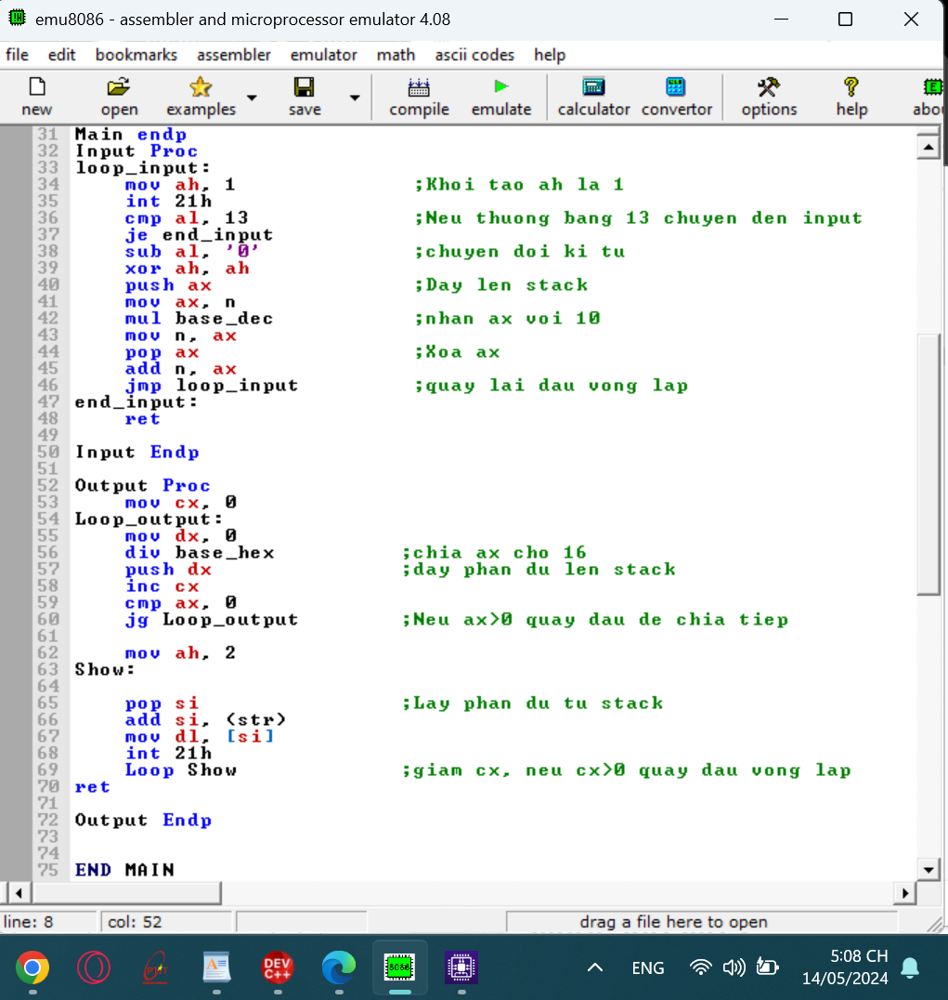 emu8086 - assembler and microprocessor emulator 4.08
file edit bookmarks assembler emulator math ascii codes help
new open examples save compile emulate calculator convertor options help abou
31 Main endp
32 Input Proc
33 loop_input:
34 mov ah, 1 ;Khoi tao ah la 1
35 int 21h
36 cmp al, 13 ;Neu thuong bang 13 chuyen den input
37 je end_input
38 sub al, '0' ;chuyen doi ki tu
39 xor ah, ah
40 push ax ;Day len stack
41 mov ax, n
42 mul base_dec ;nhan ax voi 10
43 mov n, ax
44 pop ax ;Xoa ax
45 add n, ax
46 jmp loop_input ;quay lai dau vong lap
47 end_input:
48 ret
49
50 Input Endp
51
52 Output Proc
53 mov cx, 0
54 Loop_output:
55 mov dx, 0
56 div base_hex ;chia ax cho 16
57 push dx ;day phan du len stack
58 inc cx
59 cmp ax, 0
60 jg Loop_output ;Neu ax>0 quay dau de chia tiep
61
62 mov ah, 2
63 Show:
64
65 pop si ;Lay phan du tu stack
66 add si, (str)
67 mov dl, [si]
68 int 21h
69 Loop Show ;giam cx, neu cx>0 quay dau vong lap
70 ret
71
72 Output Endp
73
74
75 END MAIN
line: 8 col: 52 drag a file here to open
DEV C++ 8086 ENG 5:08 CH
14/05/2024